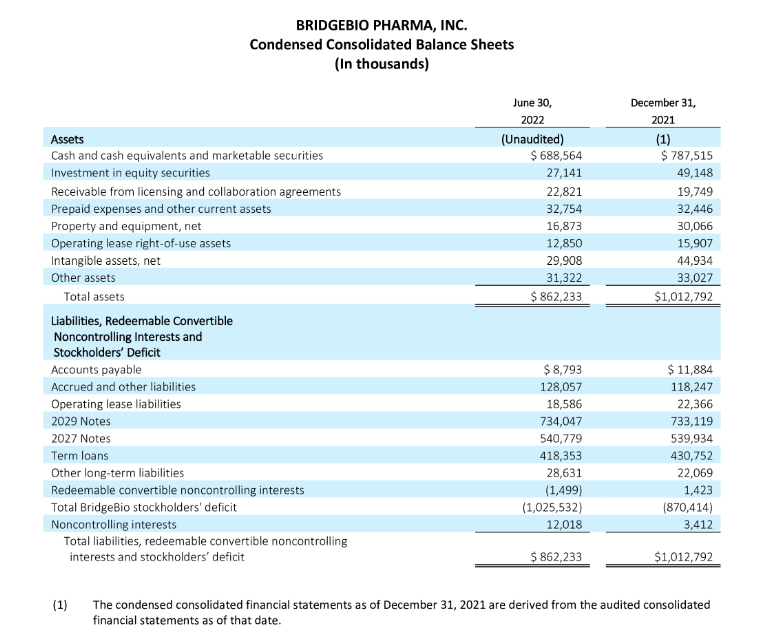 BRIDGEBIO PHARMA, INC.
Condensed Consolidated Balance Sheets
(In thousands)
June 30, December 31,
2022 2021
Assets (Unaudited) (1)
Cash and cash equivalents and marketable securities $ 688,564 $ 787,515
Investment in equity securities 27,141 49,148
Receivable from licensing and collaboration agreements 22,821 19,749
Prepaid expenses and other current assets 32,754 32,446
Property and equipment, net 16,873 30,066
Operating lease right-of-use assets 12,850 15,907
Intangible assets, net 29,908 44,934
Other assets 31,322 33,027
Total assets $ 862,233 $1,012,792
Liabilities, Redeemable Convertible
Noncontrolling Interests and
Stockholders' Deficit
Accounts payable $ 8,793 $ 11,884
Accrued and other liabilities 128,057 118,247
Operating lease liabilities 18,586 22,366
2029 Notes 734,047 733,119
2027 Notes 540,779 539,934
Term loans 418,353 430,752
Other long-term liabilities 28,631 22,069
Redeemable convertible noncontrolling interests (1,499) 1,423
Total BridgeBio stockholders' deficit (1,025,532) (870,414)
Noncontrolling interests 12,018 3,412
Total liabilities, redeemable convertible noncontrolling
interests and stockholders' deficit $ 862,233 $1,012,792
(1) The condensed consolidated financial statements as of December 31, 2021 are derived from the audited consolidated
financial statements as of that date.